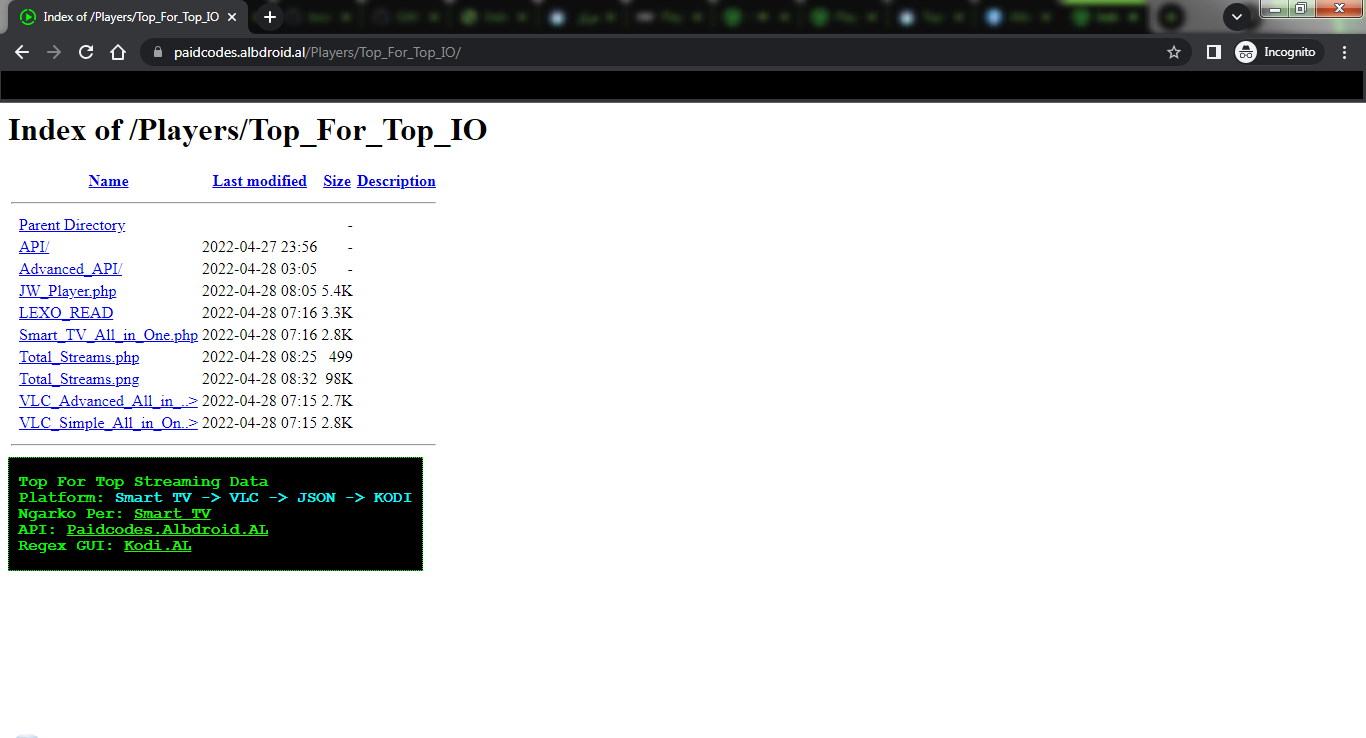 Index of /Players/Top_For_Top_IO
paidcodes.albdroid.al/Players/Top_For_Top_IO/
Incognito
Index of /Players/Top_For_Top_IO
Name Last modified Size Description
Parent Directory -
API/ 2022-04-27 23:56 -
Advanced_API/ 2022-04-28 03:05 -
JW_Player.php 2022-04-28 08:05 5.4K
LEXO_READ 2022-04-28 07:16 3.3K
Smart_TV_All_in_One.php 2022-04-28 07:16 2.8K
Total_Streams.php 2022-04-28 08:25 499
Total_Streams.png 2022-04-28 08:32 98K
VLC_Advanced_All_in_..> 2022-04-28 07:15 2.7K
VLC_Simple_All_in_On..> 2022-04-28 07:15 2.8K
Top For Top Streaming Data
Platform: Smart TV -> VLC -> JSON -> KODI
Ngarko Per: Smart TV
API: Paidcodes.Albdroid.AL
Regex GUI: Kodi.AL